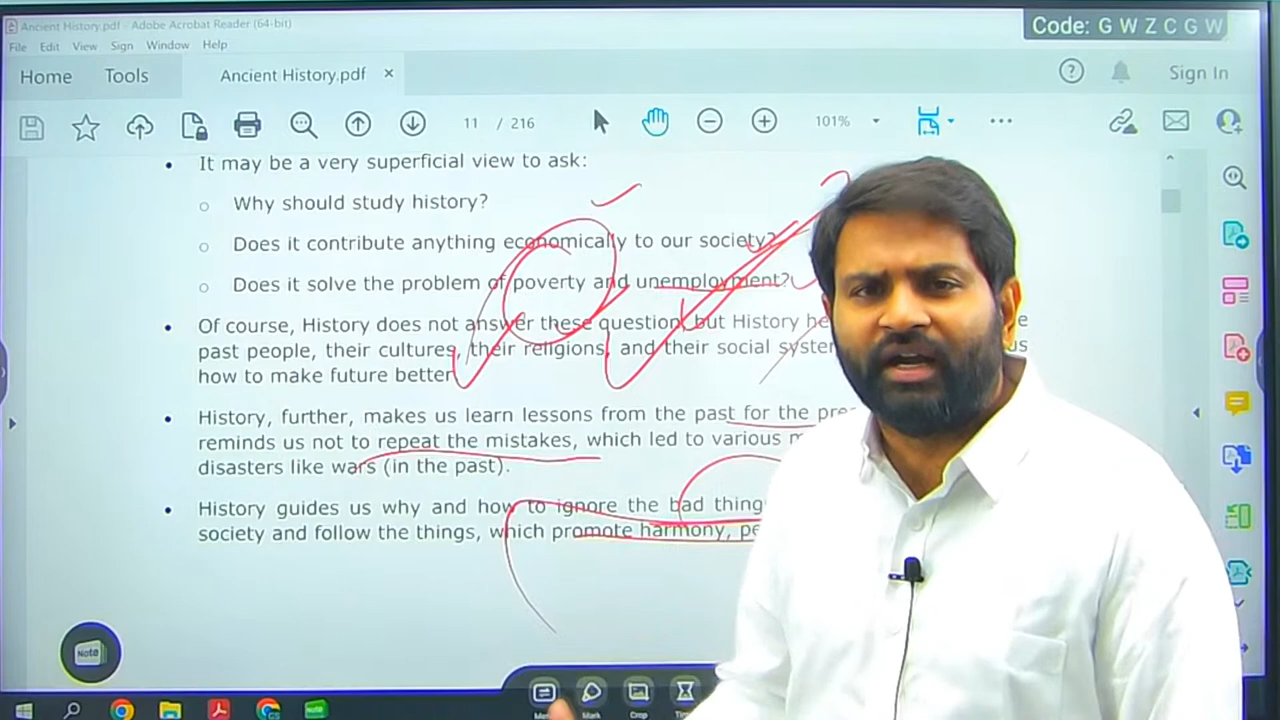 Ancient History.pdf - Adobe Acrobat Reader (64-bit)
Code: G W Z C G W
File Edit View Sign Window Help
Home Tools Ancient History.pdf × Sign In
11 / 216 101%
• It may be a very superficial view to ask:
o Why should study history?
o Does it contribute anything economically to our society?
o Does it solve the problem of poverty and unemployment?
• Of course, History does not answer these question, but History
past people, their cultures, their religions, and their social
how to make future better
• History, further, makes us learn lessons from the past for the
reminds us not to repeat the mistakes, which led to various
disasters like wars (in the past).
• History guides us why and how to ignore the bad
society and follow the things, which promote harmony,
Note
Mark Crop